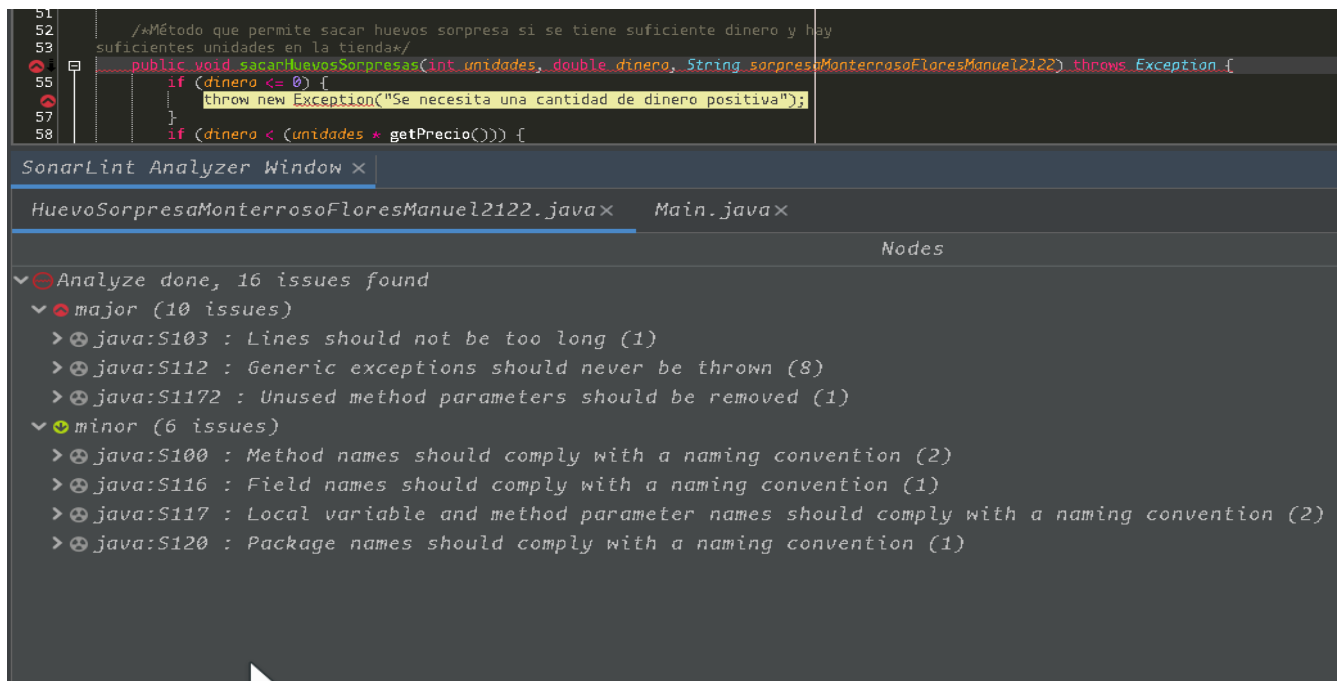 51
52 /*Método que permite sacar huevos sorpresa si se tiene suficiente dinero y hay
53 suficientes unidades en la tienda*/
public void sacarHuevosSorpresas(int unidades, double dinero, String sorpresaMonterrosoFloresManuel2122) throws Exception {
55 if (dinero <= 0) {
throw new Exception("Se necesita una cantidad de dinero positiva");
57 }
58 if (dinero < (unidades * getPrecio())) {
SonarLint Analyzer Window ×
HuevoSorpresaMonterrosoFloresManuel2122.java× Main.java×
Nodes
Analyze done, 16 issues found
major (10 issues)
java:S103 : Lines should not be too long (1)
java:S112 : Generic exceptions should never be thrown (8)
java:S1172 : Unused method parameters should be removed (1)
minor (6 issues)
java:S100 : Method names should comply with a naming convention (2)
java:S116 : Field names should comply with a naming convention (1)
java:S117 : Local variable and method parameter names should comply with a naming convention (2)
java:S120 : Package names should comply with a naming convention (1)